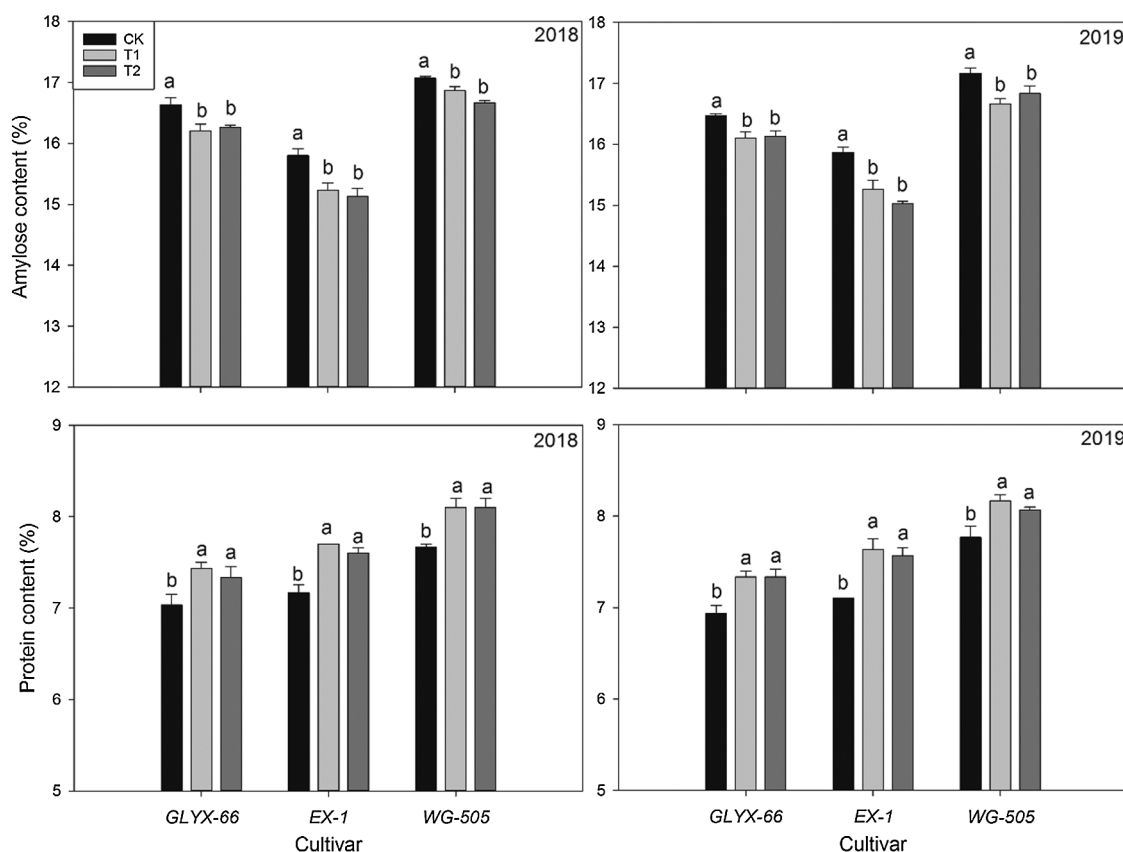 2018
CK
T1
T2
18
17
16
15
14
13
12
Amylose content (%)
a b b
a b b
a b b
2019
18
17
16
15
14
13
12
a b b
a b b
a b b
2018
9
8
7
6
5
Protein content (%)
b a a
b a a
b a a
GLYX-66 EX-1 WG-505
Cultivar
2019
9
8
7
6
5
b a a
b a a
b a a
GLYX-66 EX-1 WG-505
Cultivar